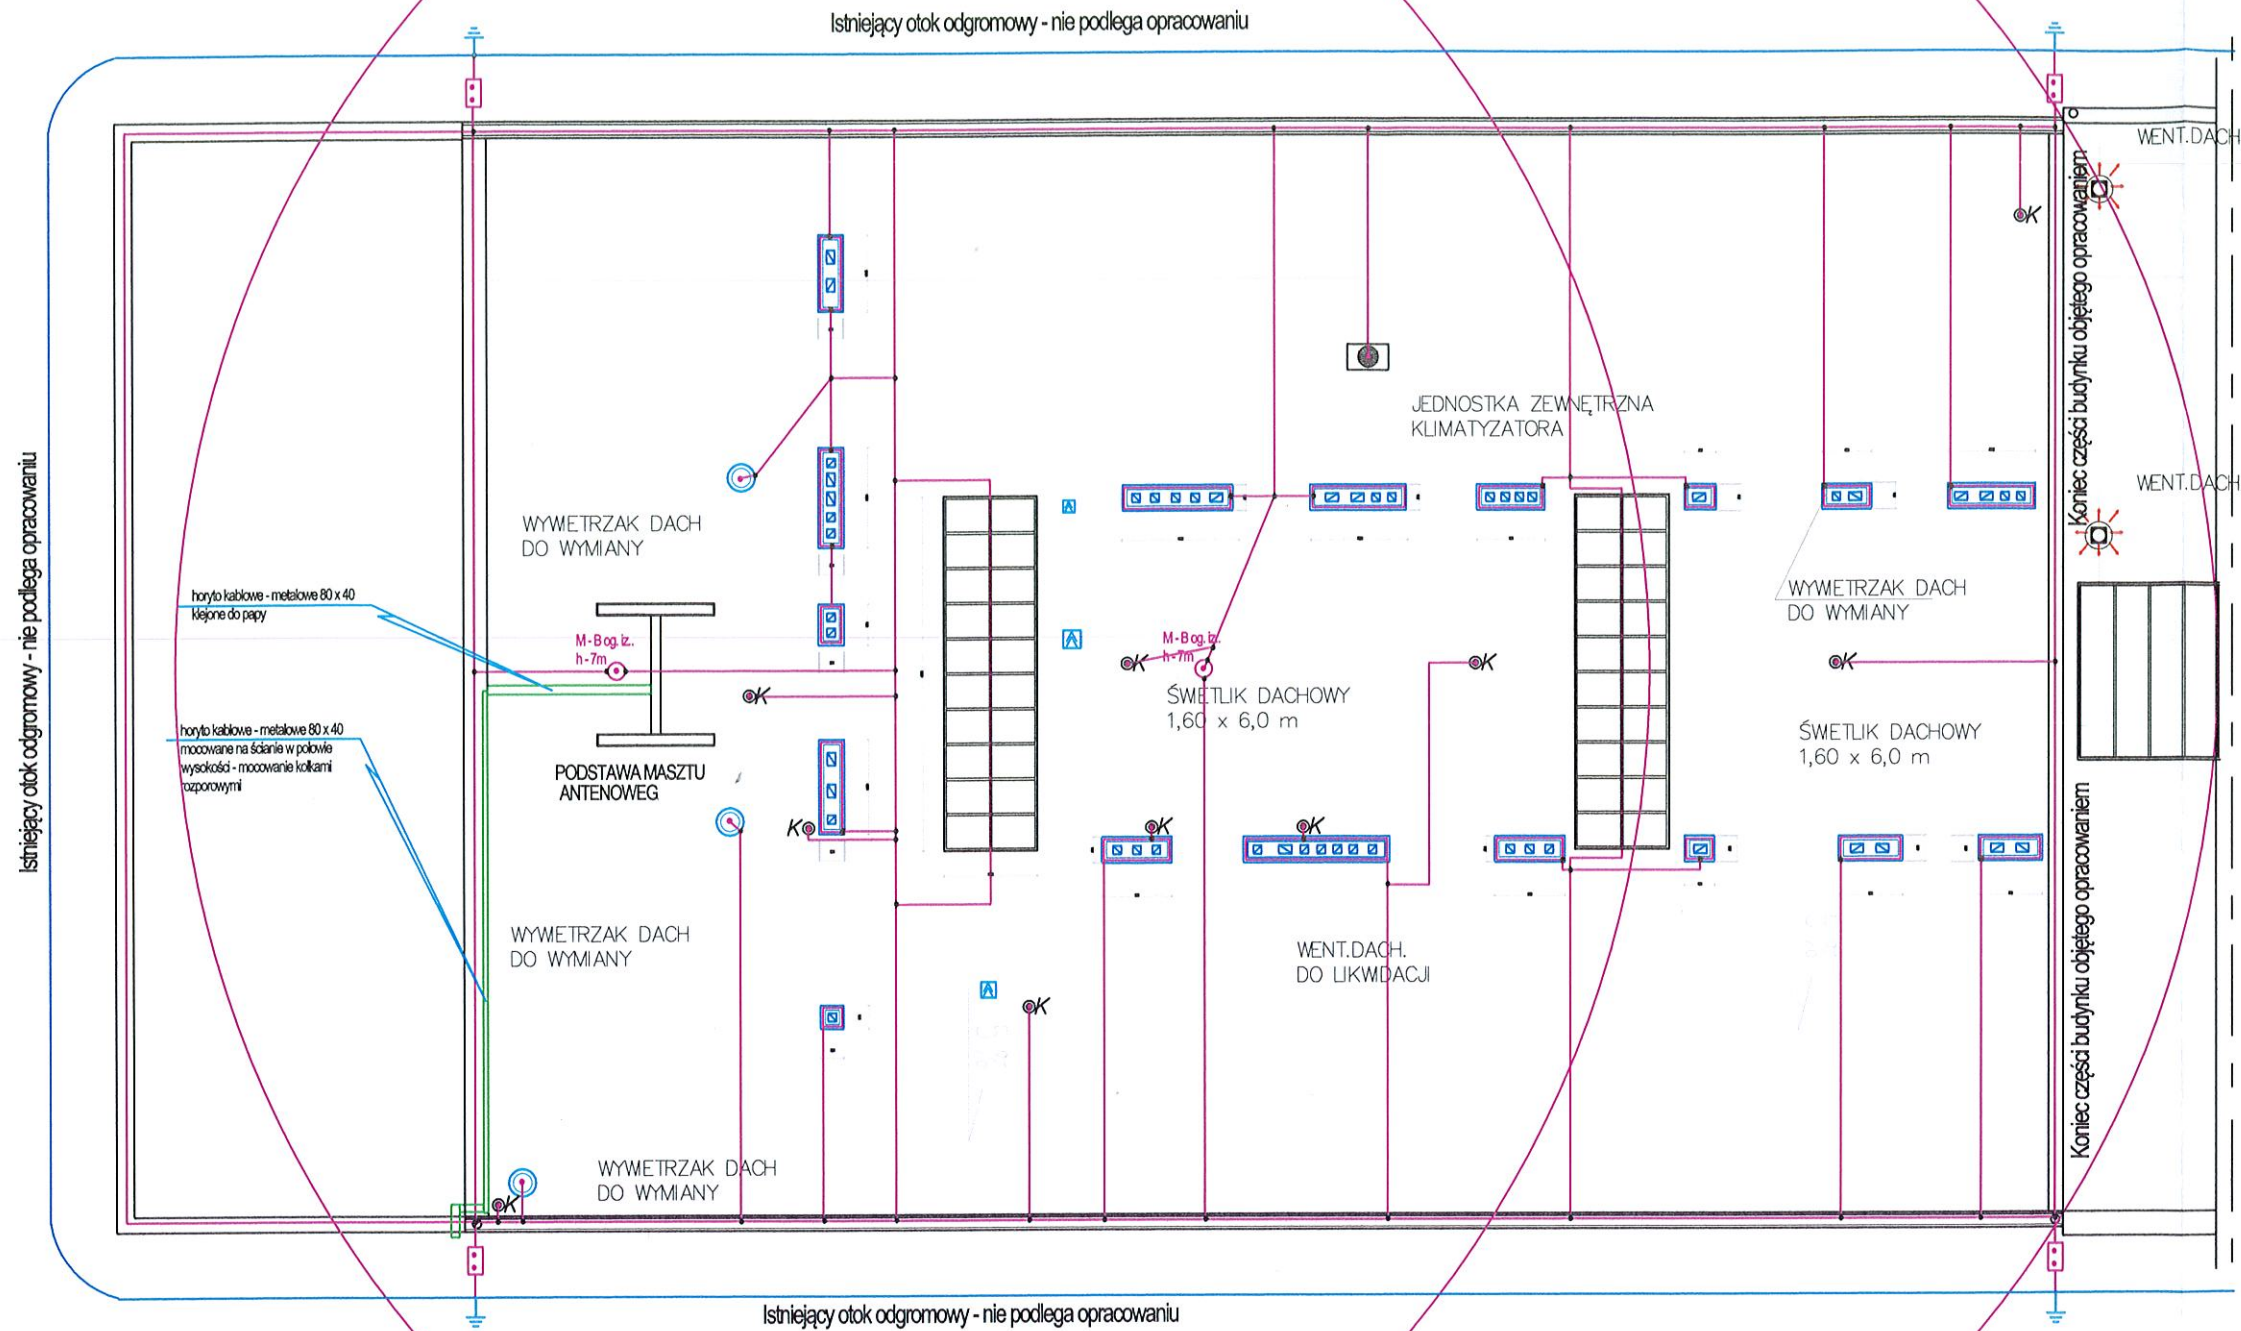 Istniejący otok odgromowy - nie podlega opracowaniu
WENT.DACH
Koniec części budynku objętego opracowaniem
K
JEDNOSTKA ZEWNĘTRZNA
KLIMATYZATORA
WENT.DACH
Istniejący otok odgromowy - nie podlega opracowaniu
WYWIETRZAK DACH
DO WYMIANY
A
horyto kablowe - metalowe 80 x 40
klejone do papy
WYWIETRZAK DACH
DO WYMIANY
M-Bog.iz..
h-7m
A
M-Bog.iz.
h-7m
K
K
K
K
ŚWIETLIK DACHOWY
1,60 x 6,0 m
ŚWIETLIK DACHOWY
1,60 x 6,0 m
horyto kablowe - metalowe 80 x 40
mocowane na ścianie w połowie
wysokości - mocowanie kołkami
rozporowymi
PODSTAWA MASZTU
ANTENOWEG
K
K
K
Koniec części budynku objętego opracowaniem
WYWIETRZAK DACH
DO WYMIANY
WENT.DACH.
DO LIKWIDACJI
A
K
WYWIETRZAK DACH
DO WYMIANY
K
Istniejący otok odgromowy - nie podlega opracowaniu